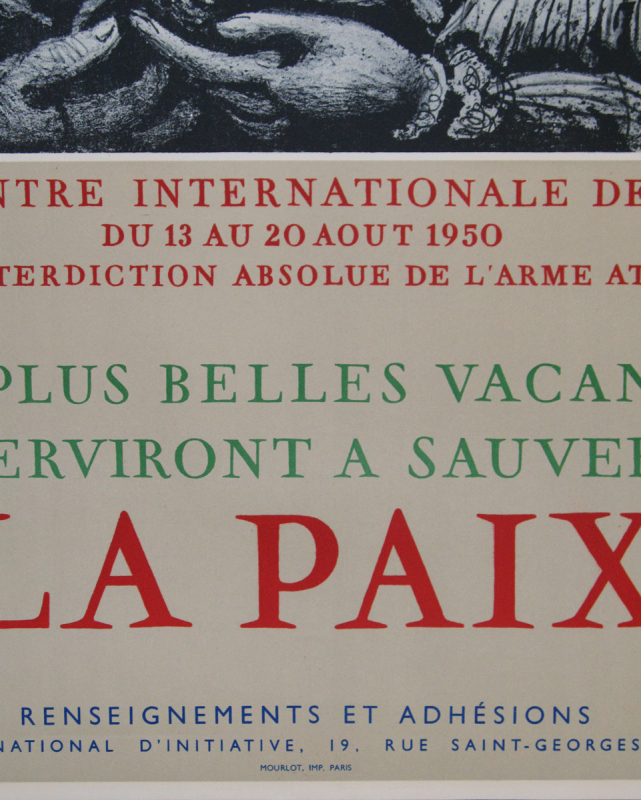 NTRE INTERNATIONALE DE
DU 13 AU 20 AOUT 1950
TERDICTION ABSOLUE DE L'ARME AT
PLUS BELLES VACAN
ERVIRONT A SAUVER
LA PAIX
RENSEIGNEMENTS ET ADHÉSIONS
NATIONAL D'INITIATIVE, 19, RUE SAINT-GEORGES
MOURLOT, IMP. PARIS